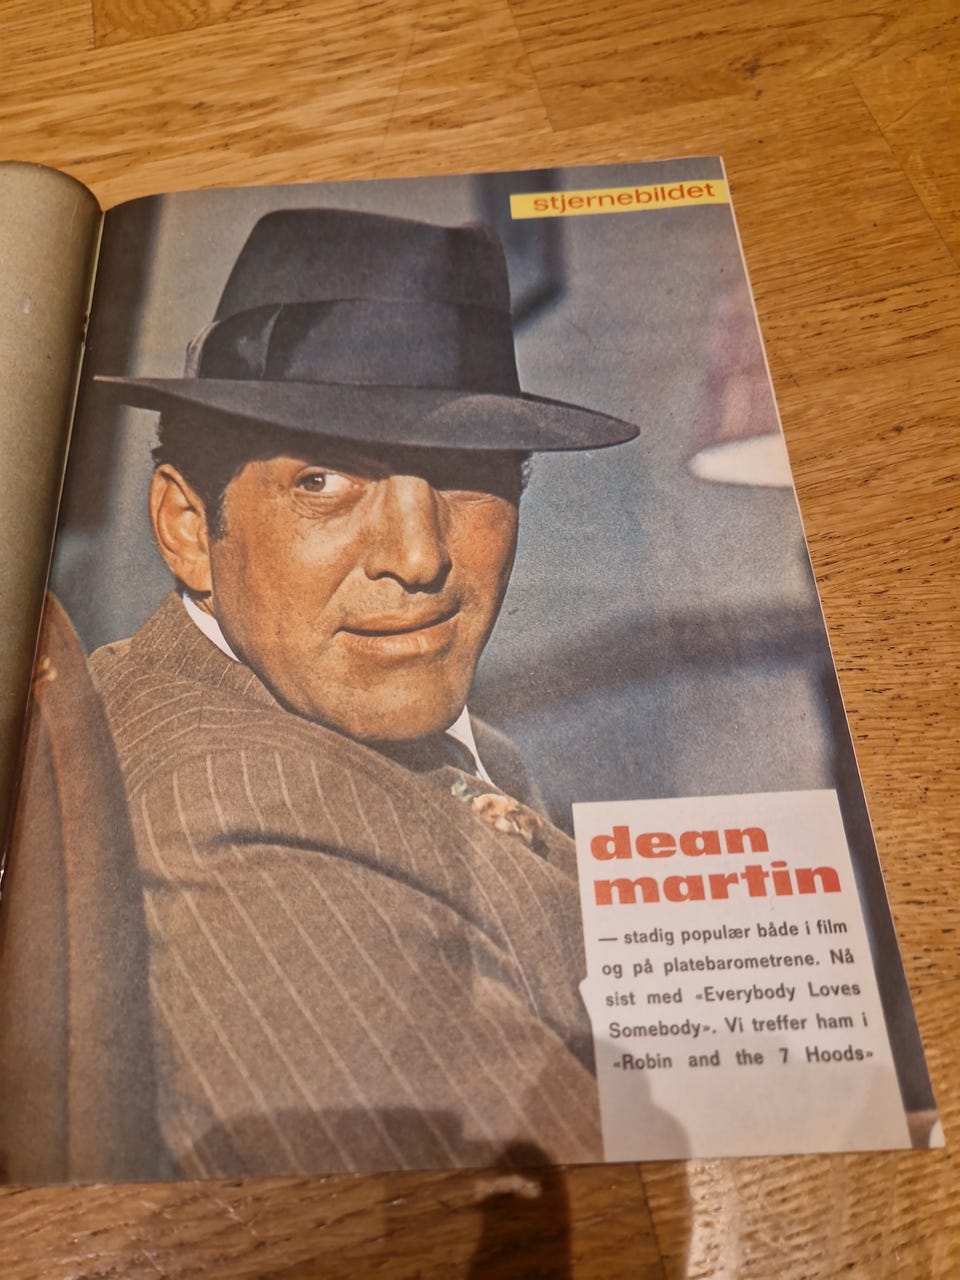 stjernebildet
dean
martin
— stadig populær både i film
og på platebarometrene. Nå
sist med «Everybody Loves
Somebody». Vi treffer ham i
«Robin and the 7 Hoods»